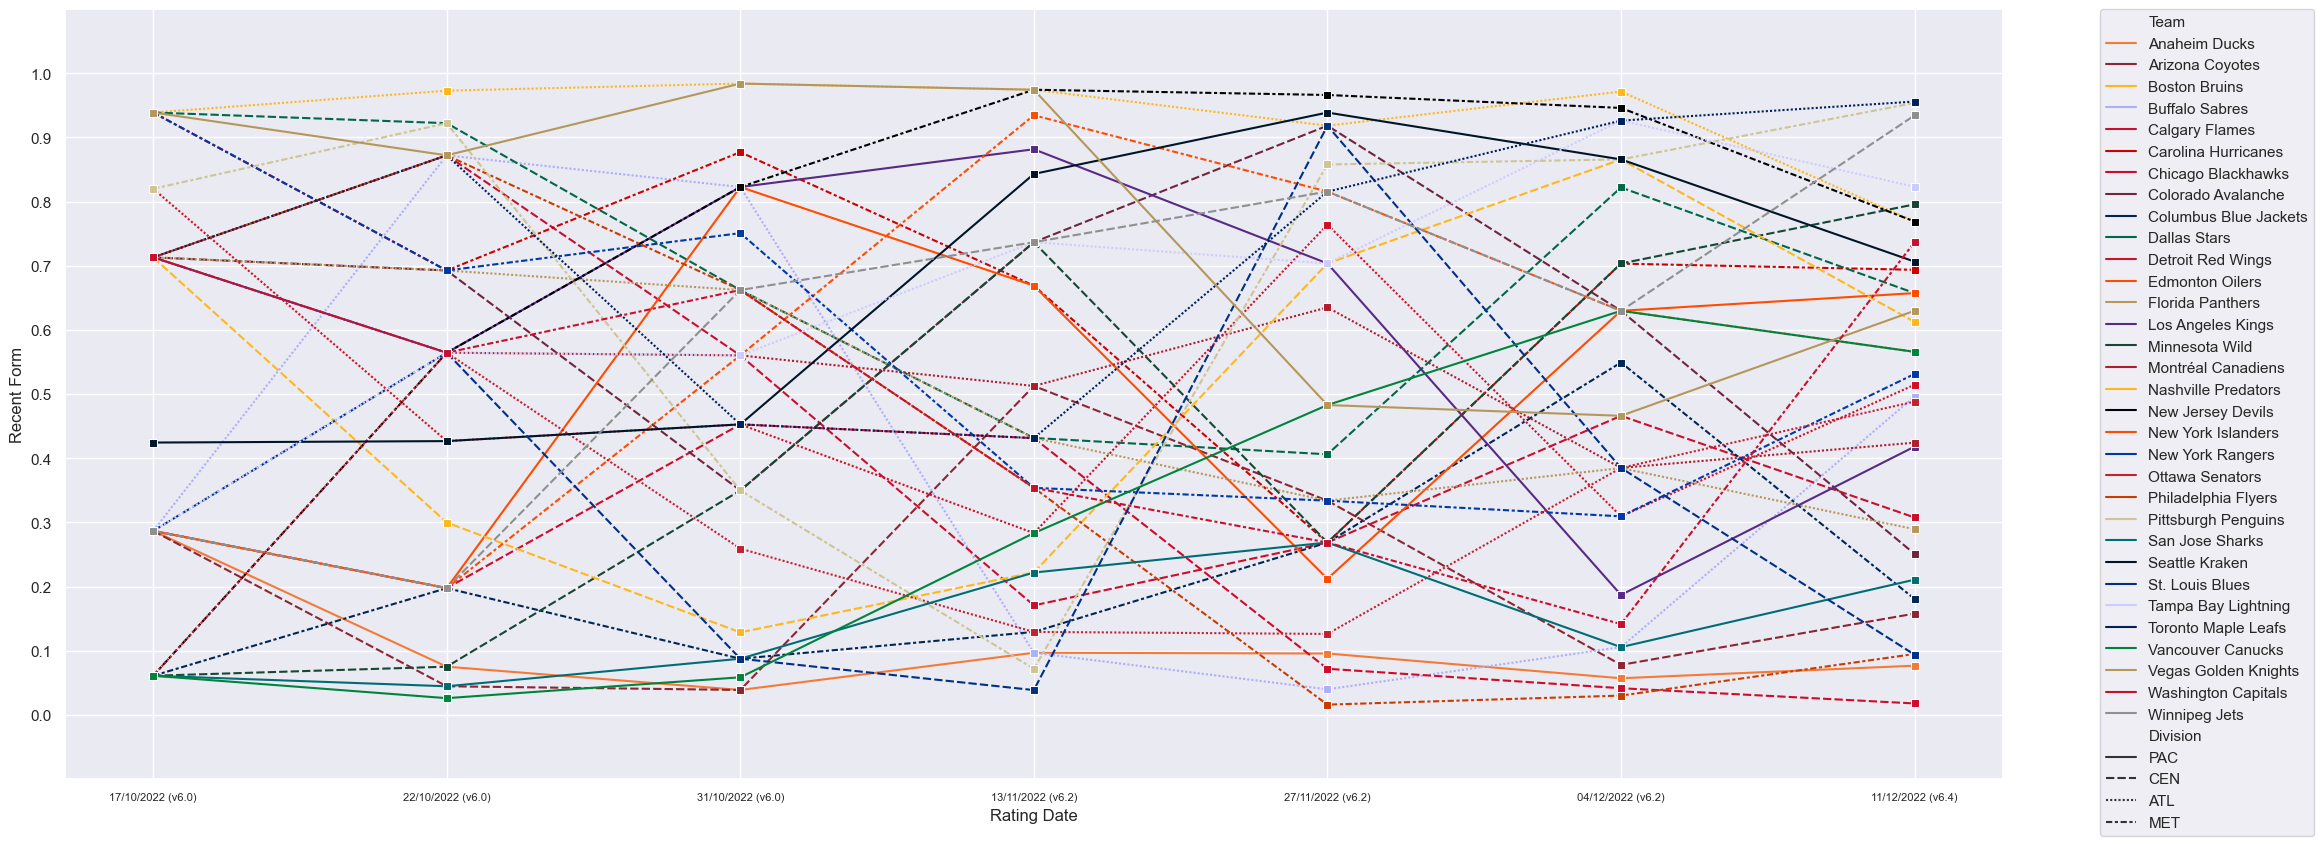 Recent Form
1.0
0.9
0.8
0.7
0.6
0.5
0.4
0.3
0.2
0.1
0.0
17/10/2022 (v6.0)
22/10/2022 (v6.0)
31/10/2022 (v6.0)
13/11/2022 (v6.2)
27/11/2022 (v6.2)
04/12/2022 (v6.2)
11/12/2022 (v6.4)
Rating Date
Team
Anaheim Ducks
Arizona Coyotes
Boston Bruins
Buffalo Sabres
Calgary Flames
Carolina Hurricanes
Chicago Blackhawks
Colorado Avalanche
Columbus Blue Jackets
Dallas Stars
Detroit Red Wings
Edmonton Oilers
Florida Panthers
Los Angeles Kings
Minnesota Wild
Montréal Canadiens
Nashville Predators
New Jersey Devils
New York Islanders
New York Rangers
Ottawa Senators
Philadelphia Flyers
Pittsburgh Penguins
San Jose Sharks
Seattle Kraken
St. Louis Blues
Tampa Bay Lightning
Toronto Maple Leafs
Vancouver Canucks
Vegas Golden Knights
Washington Capitals
Winnipeg Jets
Division
PAC
CEN
ATL
MET